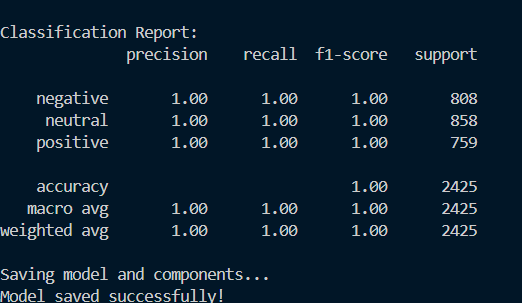 Classification Report:
precision recall f1-score support
negative 1.00 1.00 1.00 808
neutral 1.00 1.00 1.00 858
positive 1.00 1.00 1.00 759
accuracy 1.00 2425
macro avg 1.00 1.00 1.00 2425
weighted avg 1.00 1.00 1.00 2425
Saving model and components...
Model saved successfully!